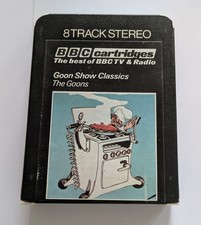 8 TRACK STEREO
BBC cartridges
The best of BBC TV & Radio
Goon Show Classics
The Goons